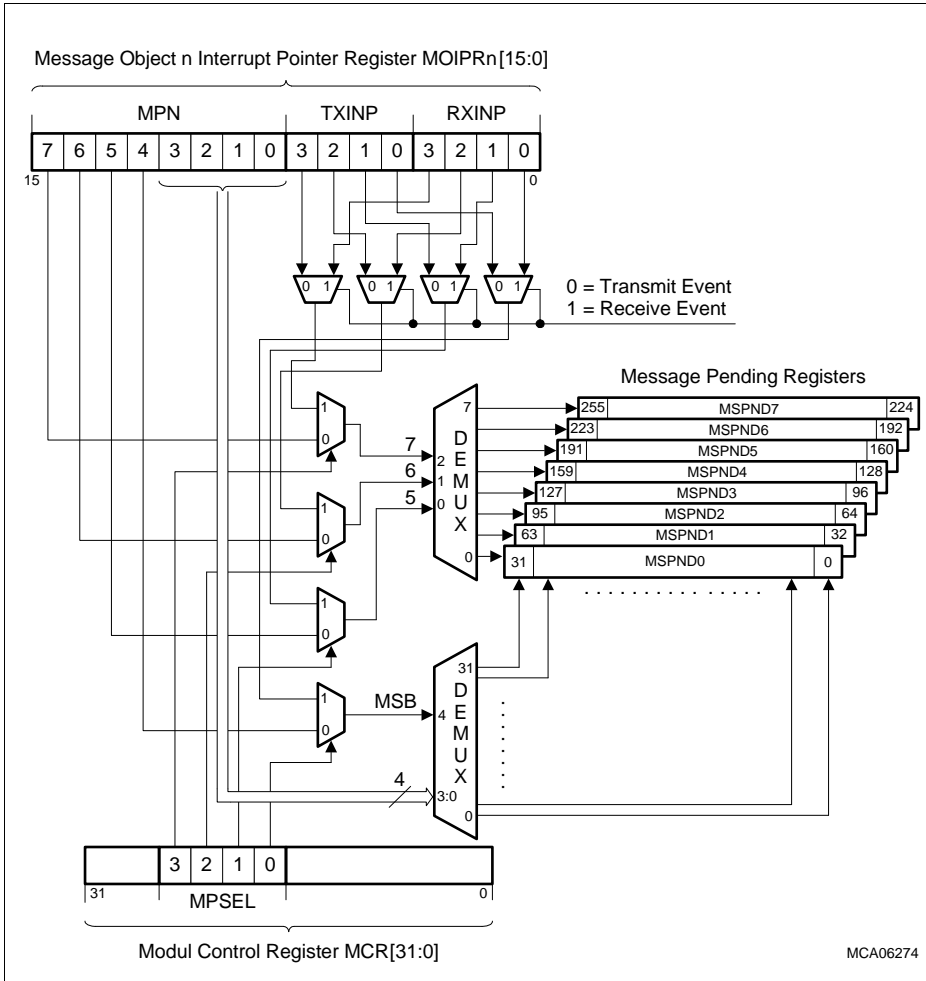 Message Object n Interrupt Pointer Register MOIPRn[15:0]
MPN TXINP RXINP
7 6 5 4 3 2 1 0 3 2 1 0 3 2 1 0
15 0
0 1 0 1 0 1 0 1
0 = Transmit Event
1 = Receive Event
Message Pending Registers
1
0
1
0
1
0
1
0
7
6
5
MSB
4
2
1
0
DEMUX
7
0
255 MSPND7 224
223 MSPND6 192
191 MSPND5 160
159 MSPND4 128
127 MSPND3 96
95 MSPND2 64
63 MSPND1 32
31 MSPND0 0
4
3:0
DEMUX
31
0
3 2 1 0
31 0
MPSEL
Modul Control Register MCR[31:0]
MCA06274